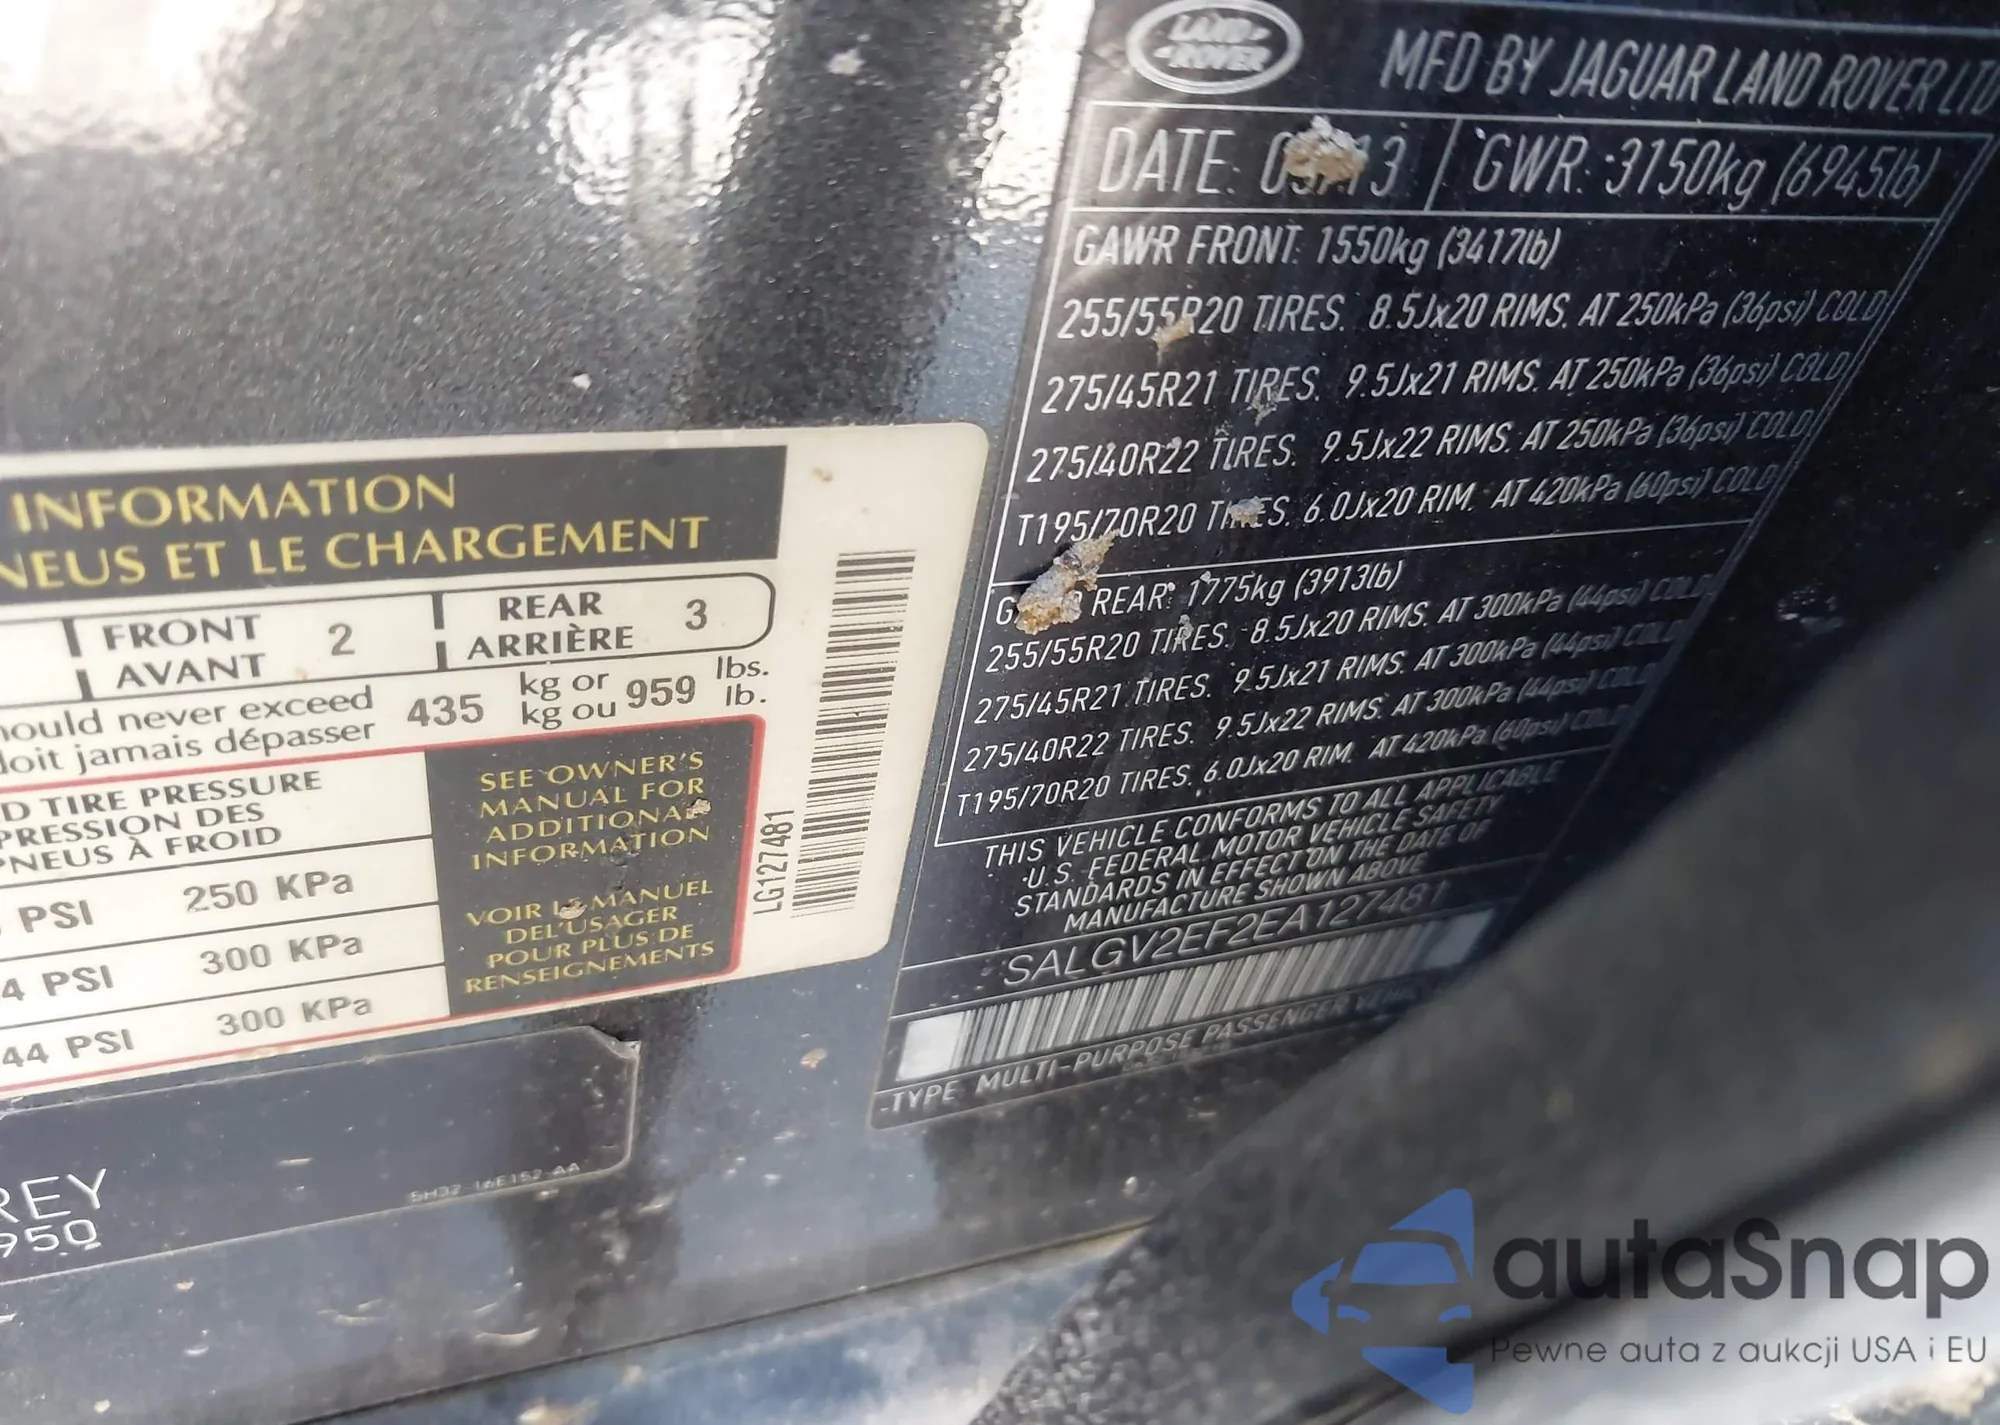 INFORMATION
NEUS ET LE CHARGEMENT
FRONT
AVANT 2
REAR
ARRIÈRE 3
hould never exceed
doit jamais dépasser
435 kg or
kg ou 959 lbs.
lb.
D TIRE PRESSURE
PRESSION DES
PNEUS À FROID
PSI 250 KPa
4 PSI 300 KPa
44 PSI 300 KPa
SEE OWNER'S
MANUAL FOR
ADDITIONAL
INFORMATION
VOIR LE MANUEL
DEL'USAGER
POUR PLUS DE
RENSEIGNEMENTS
LG127481
REY
950
5H32 16E152 AA
LAND-
-ROVER
MFD BY JAGUAR LAND ROVER LTD
DATE: 13 GWR: 3150kg (6945lb)
GAWR FRONT: 1550kg (3417lb)
255/55R20 TIRES. 8.5Jx20 RIMS. AT 250kPa (36psi) COLD
275/45R21 TIRES. 9.5Jx21 RIMS. AT 250kPa (36psi) COLD
275/40R22 TIRES. 9.5Jx22 RIMS. AT 250kPa (36psi) COLD
T195/70R20 TIRES. 6.0Jx20 RIM. AT 420kPa (60psi) COLD
REAR: 1775kg (3913lb)
255/55R20 TIRES. 8.5Jx20 RIMS. AT 300kPa (44psi) COLD
275/45R21 TIRES. 9.5Jx21 RIMS. AT 300kPa (44psi) COLD
275/40R22 TIRES. 9.5Jx22 RIMS. AT 300kPa (44psi) COLD
T195/70R20 TIRES. 6.0Jx20 RIM. AT 420kPa (60psi) COLD
THIS VEHICLE CONFORMS TO ALL APPLICABLE
U.S. FEDERAL MOTOR VEHICLE SAFETY
STANDARDS IN EFFECT ON THE DATE OF
MANUFACTURE SHOWN ABOVE
SALGV2EF2EA127481
TYPE MULTI-PURPOSE PASSENGER
autaSnap
Pewne auta z aukcji USA i EU